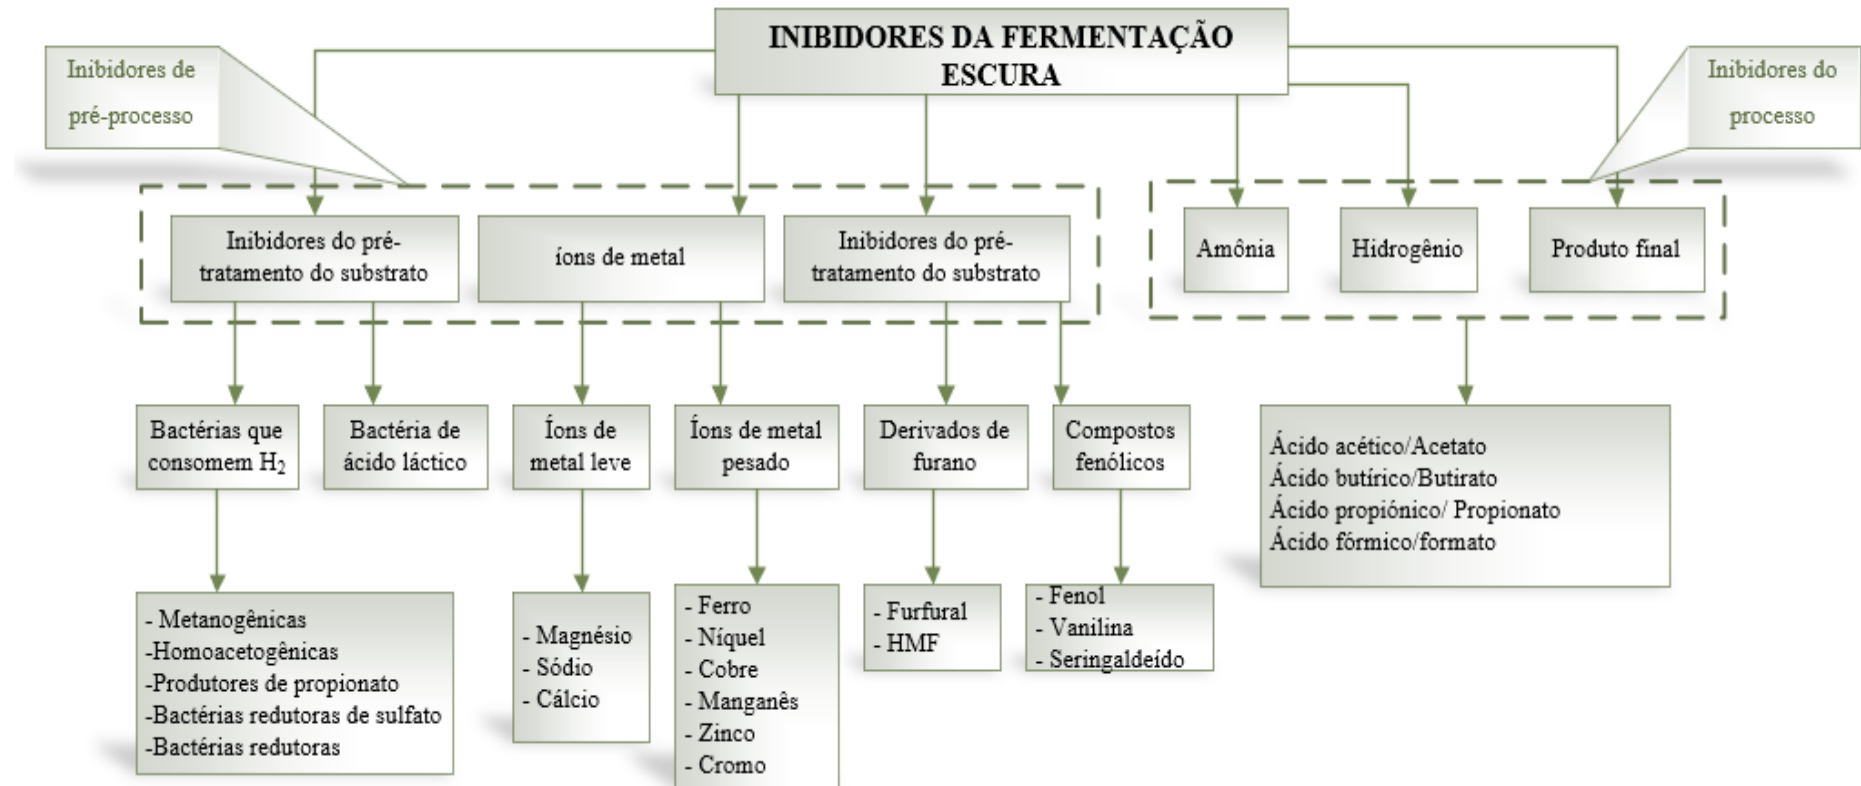 INIBIDORES DA FERMENTAÇÃO
ESCURA
Inibidores de
pré-processo
Inibidores do
processo
Inibidores do pré-
tratamento do substrato
íons de metal
Inibidores do pré-
tratamento do substrato
Amônia
Hidrogênio
Produto final
Bactérias que
consomem H₂
Bactéria de
ácido láctico
Íons de
metal leve
Íons de metal
pesado
Derivados de
furano
Compostos
fenólicos
Ácido acético/Acetato
Ácido butírico/Butirato
Ácido propiónico/ Propionato
Ácido fórmico/formato
- Metanogênicas
-Homoacetogênicas
-Produtores de propionato
-Bactérias redutoras de sulfato
-Bactérias redutoras
- Magnésio
- Sódio
- Cálcio
- Ferro
- Níquel
- Cobre
- Manganês
- Zinco
- Cromo
- Furfural
- HMF
- Fenol
- Vanilina
- Seringaldeído